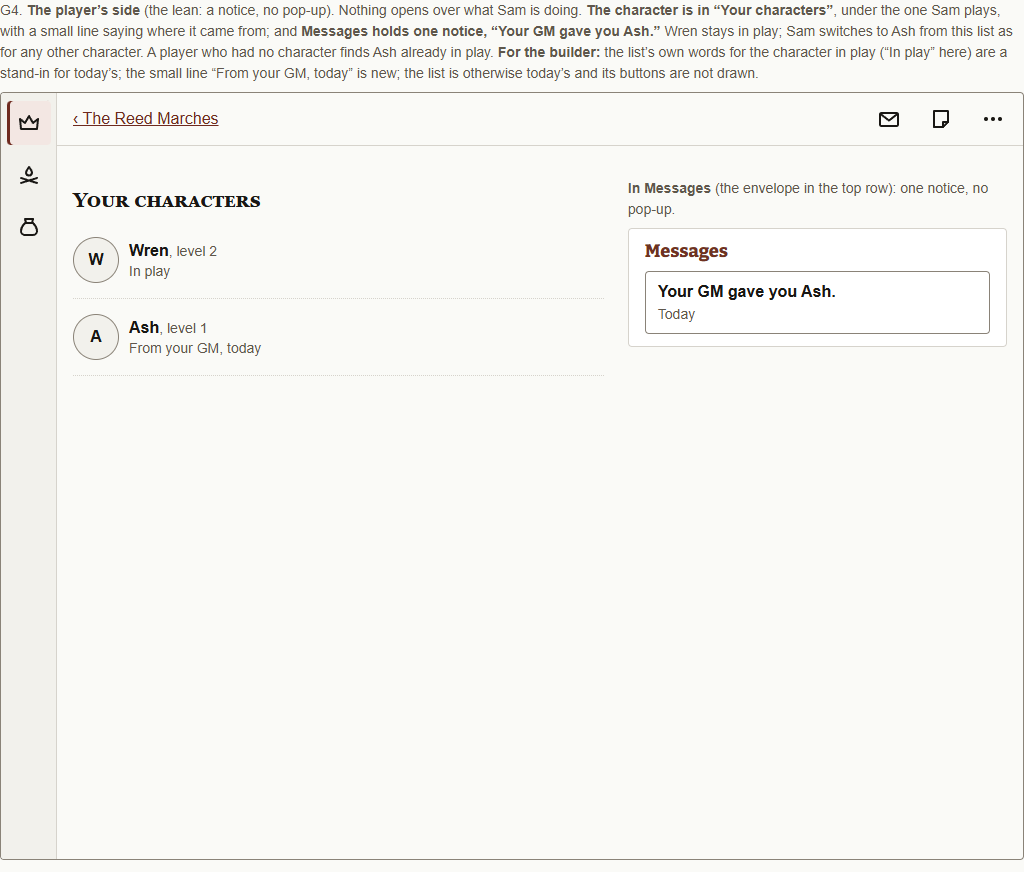 G4. The player’s side (the lean: a notice, no pop-up). Nothing opens over what Sam is doing. The character is in “Your characters”, under the one Sam plays,
with a small line saying where it came from; and Messages holds one notice, “Your GM gave you Ash.” Wren stays in play; Sam switches to Ash from this list as
for any other character. A player who had no character finds Ash already in play. For the builder: the list’s own words for the character in play (“In play” here) are a
stand-in for today’s; the small line “From your GM, today” is new; the list is otherwise today’s and its buttons are not drawn.
‹ The Reed Marches
Your characters
W
Wren, level 2
In play
A
Ash, level 1
From your GM, today
In Messages (the envelope in the top row): one notice, no
pop-up.
Messages
Your GM gave you Ash.
Today